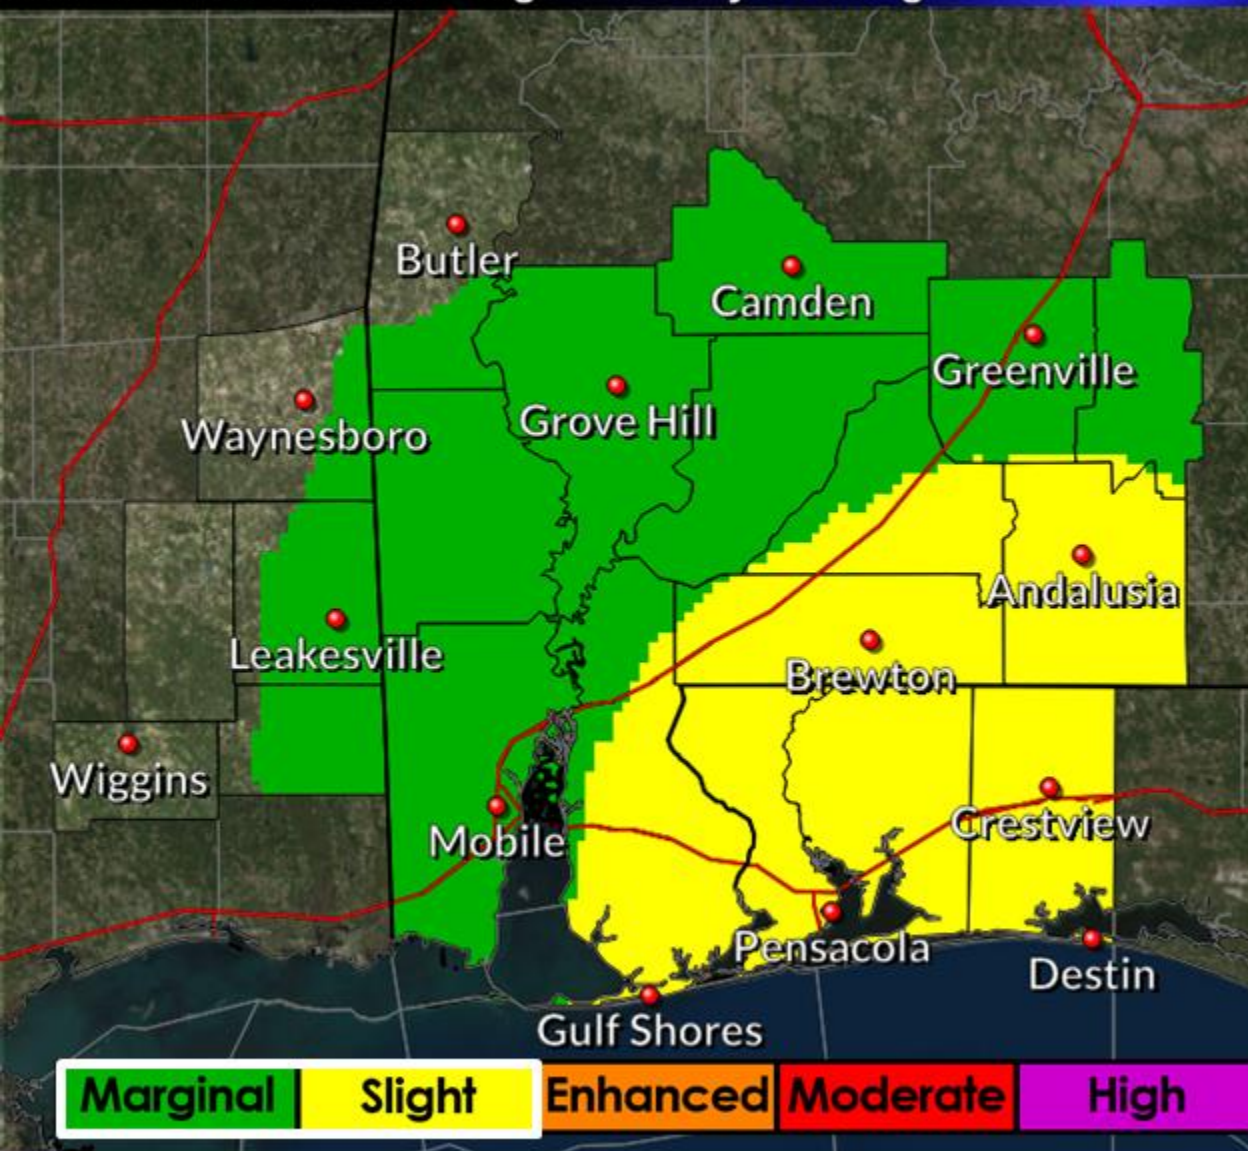 Butler
Camden
Greenville
Waynesboro
Grove Hill
Andalusia
Leakesville
Brewton
Wiggins
Crestview
Mobile
Pensacola
Destin
Gulf Shores
Marginal Slight Enhanced Moderate High